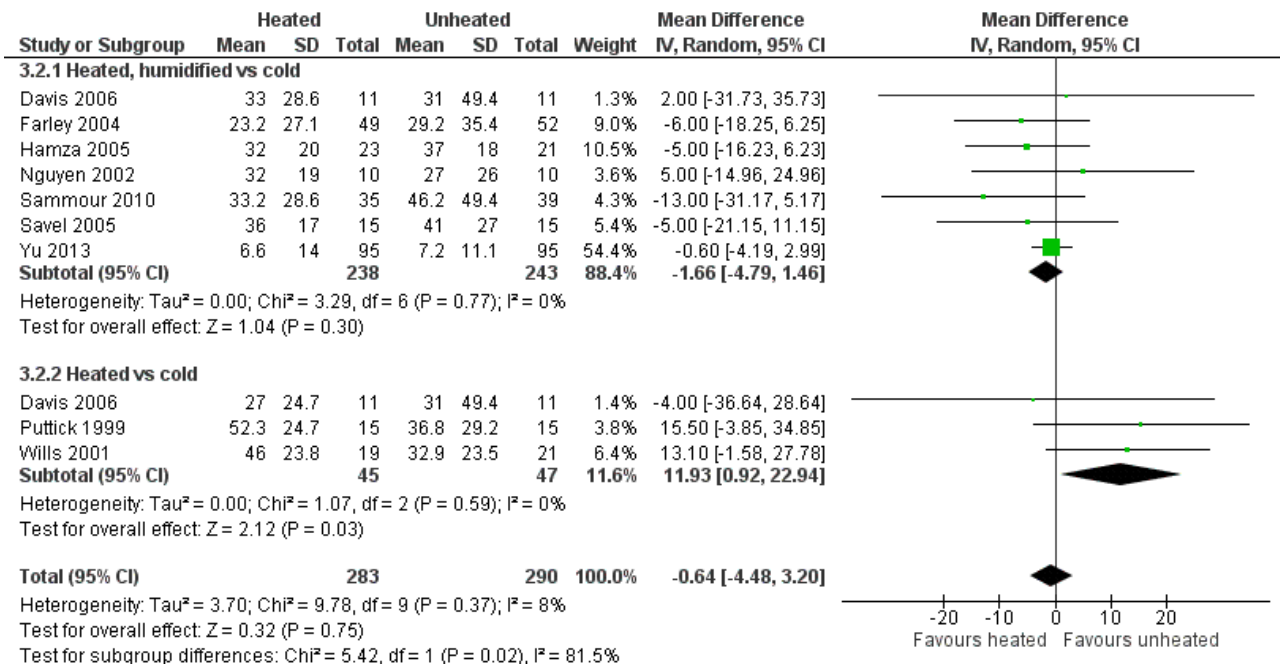 Heated Unheated Mean Difference Mean Difference
Study or Subgroup Mean SD Total Mean SD Total Weight IV, Random, 95% CI IV, Random, 95% CI
3.2.1 Heated, humidified vs cold
Davis 2006 33 28.6 11 31 49.4 11 1.3% 2.00 [-31.73, 35.73]
Farley 2004 23.2 27.1 49 29.2 35.4 52 9.0% -6.00 [-18.25, 6.25]
Hamza 2005 32 20 23 37 18 21 10.5% -5.00 [-16.23, 6.23]
Nguyen 2002 32 19 10 27 26 10 3.6% 5.00 [-14.96, 24.96]
Sammour 2010 33.2 28.6 35 46.2 49.4 39 4.3% -13.00 [-31.17, 5.17]
Savel 2005 36 17 15 41 27 15 5.4% -5.00 [-21.15, 11.15]
Yu 2013 6.6 14 95 7.2 11.1 95 54.4% -0.60 [-4.19, 2.99]
Subtotal (95% CI) 238 243 88.4% -1.66 [-4.79, 1.46]
Heterogeneity: Tau² = 0.00; Chi² = 3.29, df = 6 (P = 0.77); I² = 0%
Test for overall effect: Z = 1.04 (P = 0.30)
3.2.2 Heated vs cold
Davis 2006 27 24.7 11 31 49.4 11 1.4% -4.00 [-36.64, 28.64]
Puttick 1999 52.3 24.7 15 36.8 29.2 15 3.8% 15.50 [-3.85, 34.85]
Wills 2001 46 23.8 19 32.9 23.5 21 6.4% 13.10 [-1.58, 27.78]
Subtotal (95% CI) 45 47 11.6% 11.93 [0.92, 22.94]
Heterogeneity: Tau² = 0.00; Chi² = 1.07, df = 2 (P = 0.59); I² = 0%
Test for overall effect: Z = 2.12 (P = 0.03)
Total (95% CI) 283 290 100.0% -0.64 [-4.48, 3.20]
Heterogeneity: Tau² = 3.70; Chi² = 9.78, df = 9 (P = 0.37); I² = 8%
Test for overall effect: Z = 0.32 (P = 0.75)
Test for subgroup differences: Chi² = 5.42, df = 1 (P = 0.02), I² = 81.5%
-20 -10 0 10 20
Favours heated Favours unheated